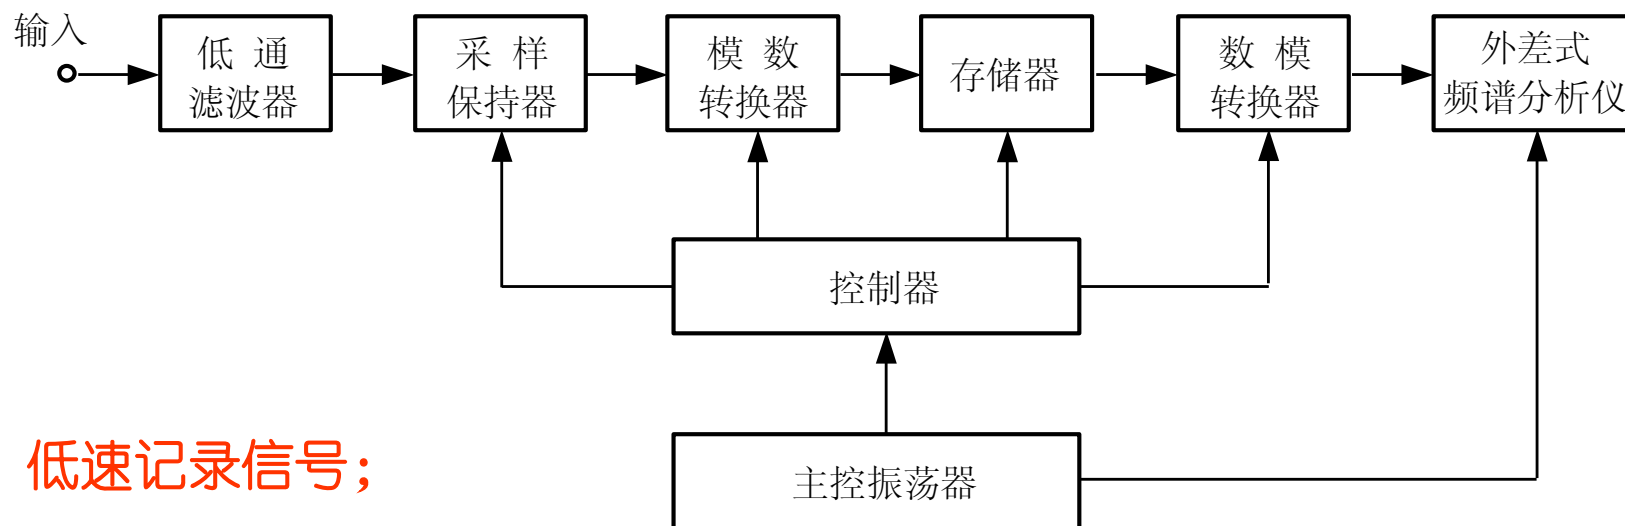 输入
低 通
滤波器
采 样
保持器
模 数
转换器
存储器
数 模
转换器
外差式
频谱分析仪
控制器
主控振荡器
低速记录信号；